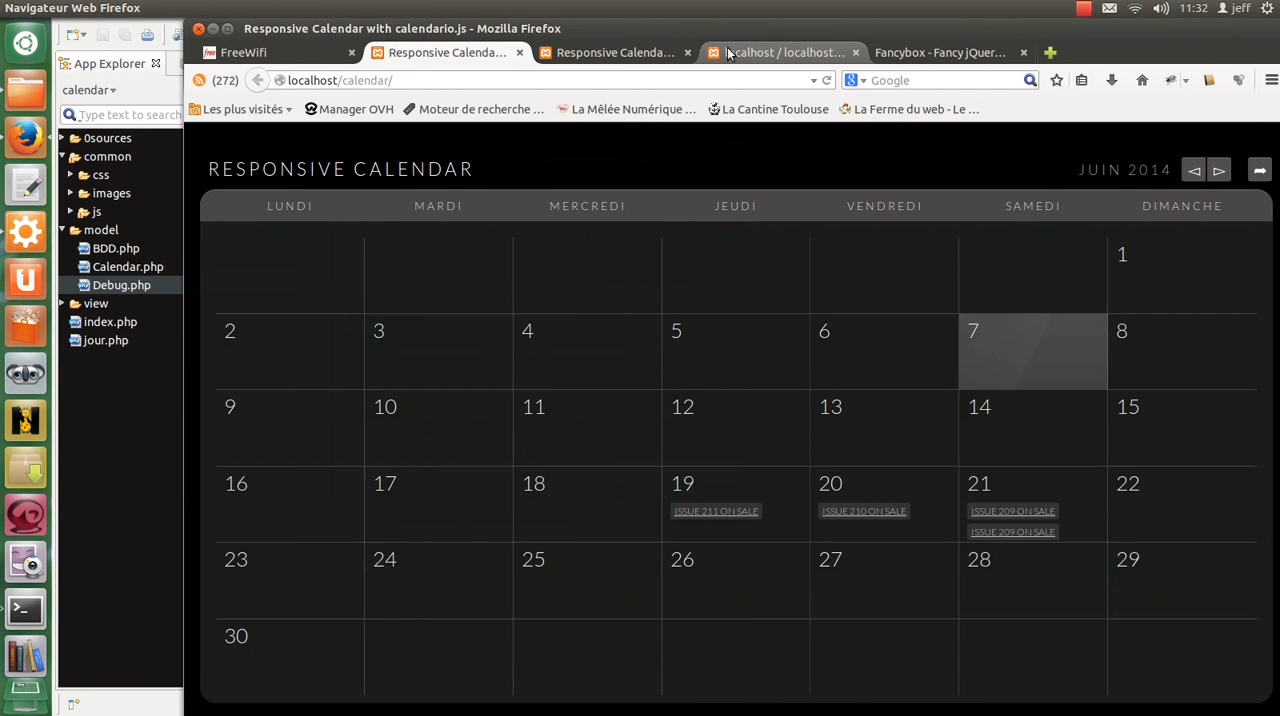 Navigateur Web Firefox
11:32 jeff
Responsive Calendar with calendario.js - Mozilla Firefox
App Explorer
FreeWifi
Responsive Calenda...
Responsive Calenda...
localhost / localhost...
Fancybox - Fancy jQuer...
calendar
(272)
localhost/calendar/
Google
Type text to search
Les plus visités
Manager OVH
Moteur de recherche ...
La Mêlée Numérique ...
La Cantine Toulouse
La Ferme du web - Le ...
0sources
common
css
images
js
model
BDD.php
Calendar.php
Debug.php
view
index.php
jour.php
RESPONSIVE CALENDAR
JUIN 2014
LUNDI MARDI MERCREDI JEUDI VENDREDI SAMEDI DIMANCHE
1
2 3 4 5 6 7 8
9 10 11 12 13 14 15
16 17 18 19 20 21 22
ISSUE 211 ON SALE ISSUE 210 ON SALE ISSUE 209 ON SALE
ISSUE 209 ON SALE
23 24 25 26 27 28 29
30